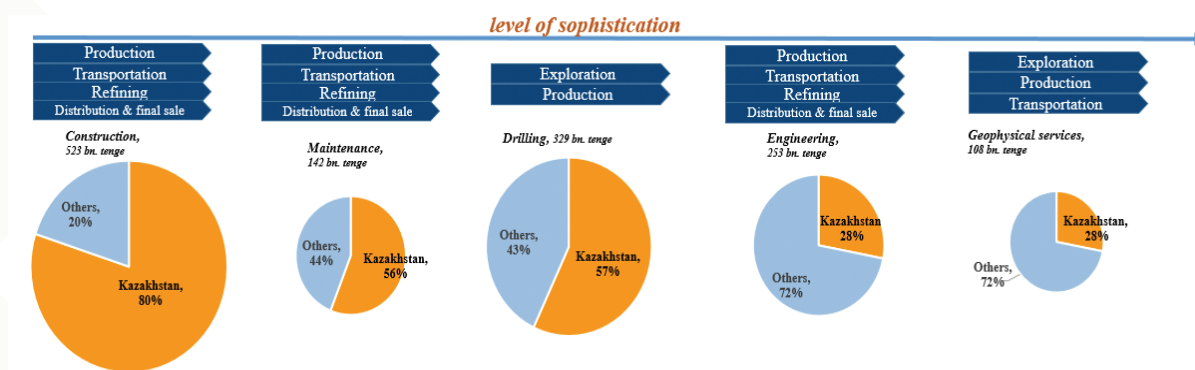 level of sophistication
Production
Transportation
Refining
Distribution & final sale
Construction,
523 bn. tenge
Others,
20%
Kazakhstan,
80%
Production
Transportation
Refining
Distribution & final sale
Maintenance,
142 bn. tenge
Others,
44%
Kazakhstan,
56%
Exploration
Production
Drilling, 329 bn. tenge
Others,
43%
Kazakhstan,
57%
Production
Transportation
Refining
Distribution & final sale
Engineering,
253 bn. tenge
Kazakhstan
28%
Others,
72%
Exploration
Production
Transportation
Geophysical services,
108 bn. tenge
Kazakhstan,
28%
Others,
72%